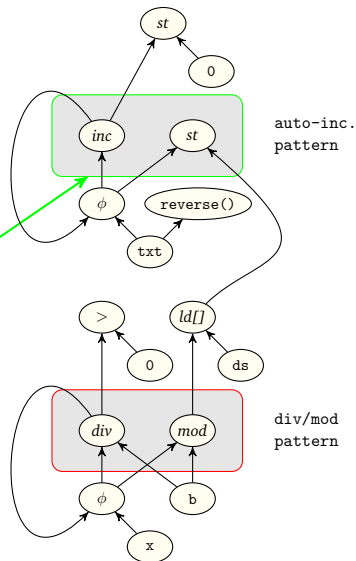 st
0
inc
st
auto-inc.
pattern
ϕ
reverse()
txt
>
ld[]
0
ds
div
mod
div/mod
pattern
ϕ
b
x